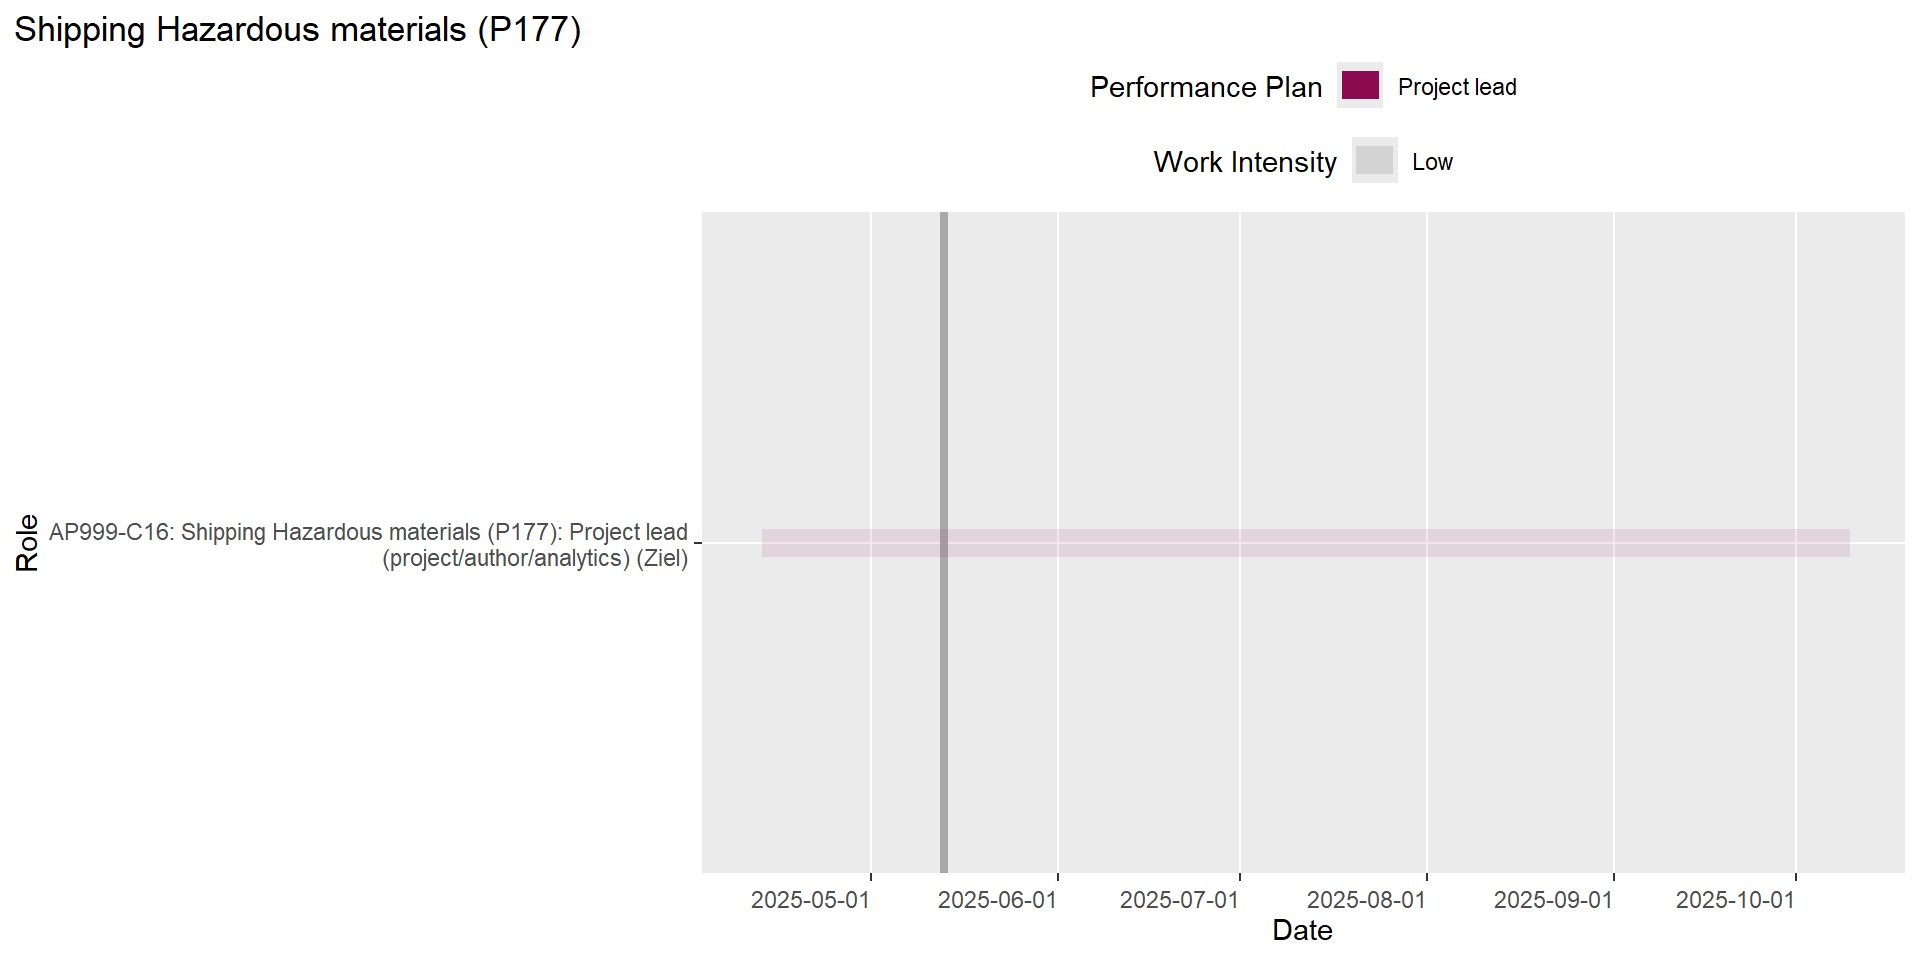 Shipping Hazardous materials (P177)
Performance Plan
Project lead
Work Intensity
Low
Role
AP999-C16: Shipping Hazardous materials (P177): Project lead
(project/author/analytics) (Ziel)
2025-05-01
2025-06-01
2025-07-01
2025-08-01
2025-09-01
2025-10-01
Date